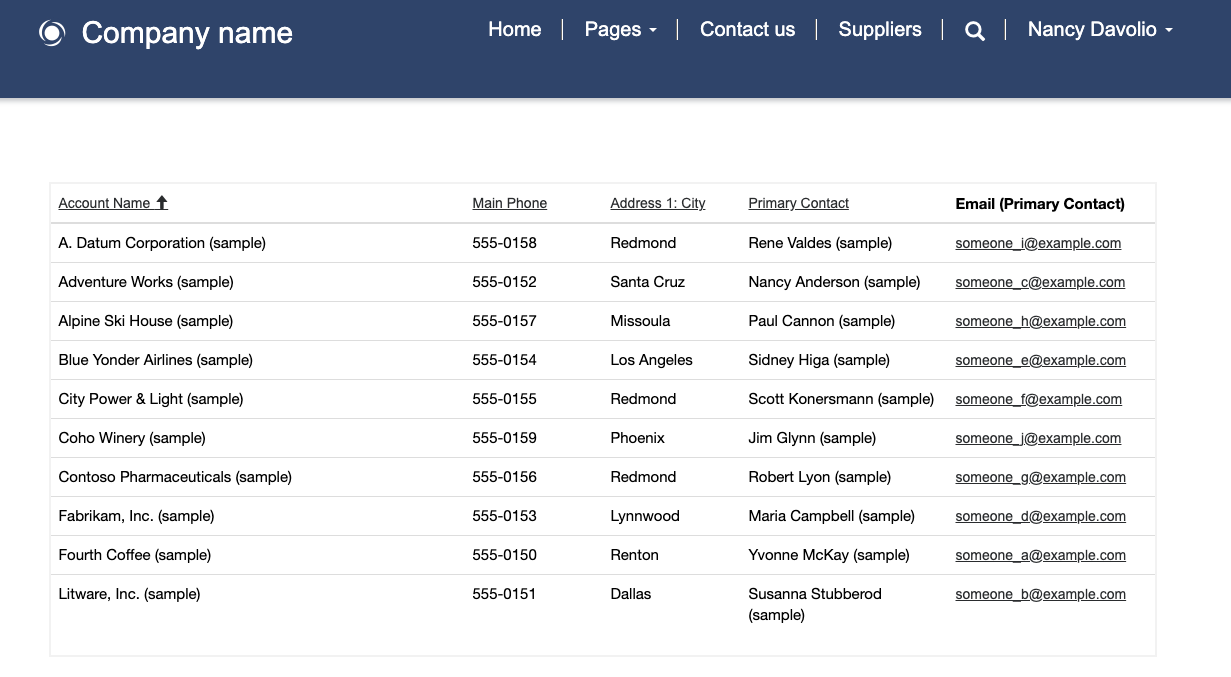 Company name
Home Pages Contact us Suppliers Nancy Davolio
Account Name Main Phone Address 1: City Primary Contact Email (Primary Contact)
A. Datum Corporation (sample) 555-0158 Redmond Rene Valdes (sample) someone_i@example.com
Adventure Works (sample) 555-0152 Santa Cruz Nancy Anderson (sample) someone_c@example.com
Alpine Ski House (sample) 555-0157 Missoula Paul Cannon (sample) someone_h@example.com
Blue Yonder Airlines (sample) 555-0154 Los Angeles Sidney Higa (sample) someone_e@example.com
City Power & Light (sample) 555-0155 Redmond Scott Konersmann (sample) someone_f@example.com
Coho Winery (sample) 555-0159 Phoenix Jim Glynn (sample) someone_j@example.com
Contoso Pharmaceuticals (sample) 555-0156 Redmond Robert Lyon (sample) someone_g@example.com
Fabrikam, Inc. (sample) 555-0153 Lynnwood Maria Campbell (sample) someone_d@example.com
Fourth Coffee (sample) 555-0150 Renton Yvonne McKay (sample) someone_a@example.com
Litware, Inc. (sample) 555-0151 Dallas Susanna Stubberod someone_b@example.com
(sample)